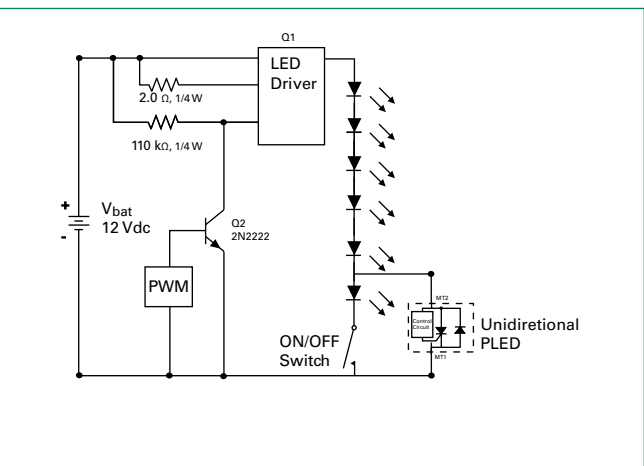 Q1
LED
Driver
2.0 Ω, 1/4 W
110 kΩ, 1/4 W
+
Vbat
12 Vdc
-
Q2
2N2222
PWM
ON/OFF
Switch
MT2
Control
Circuit
MT1
Unidiretional
PLED